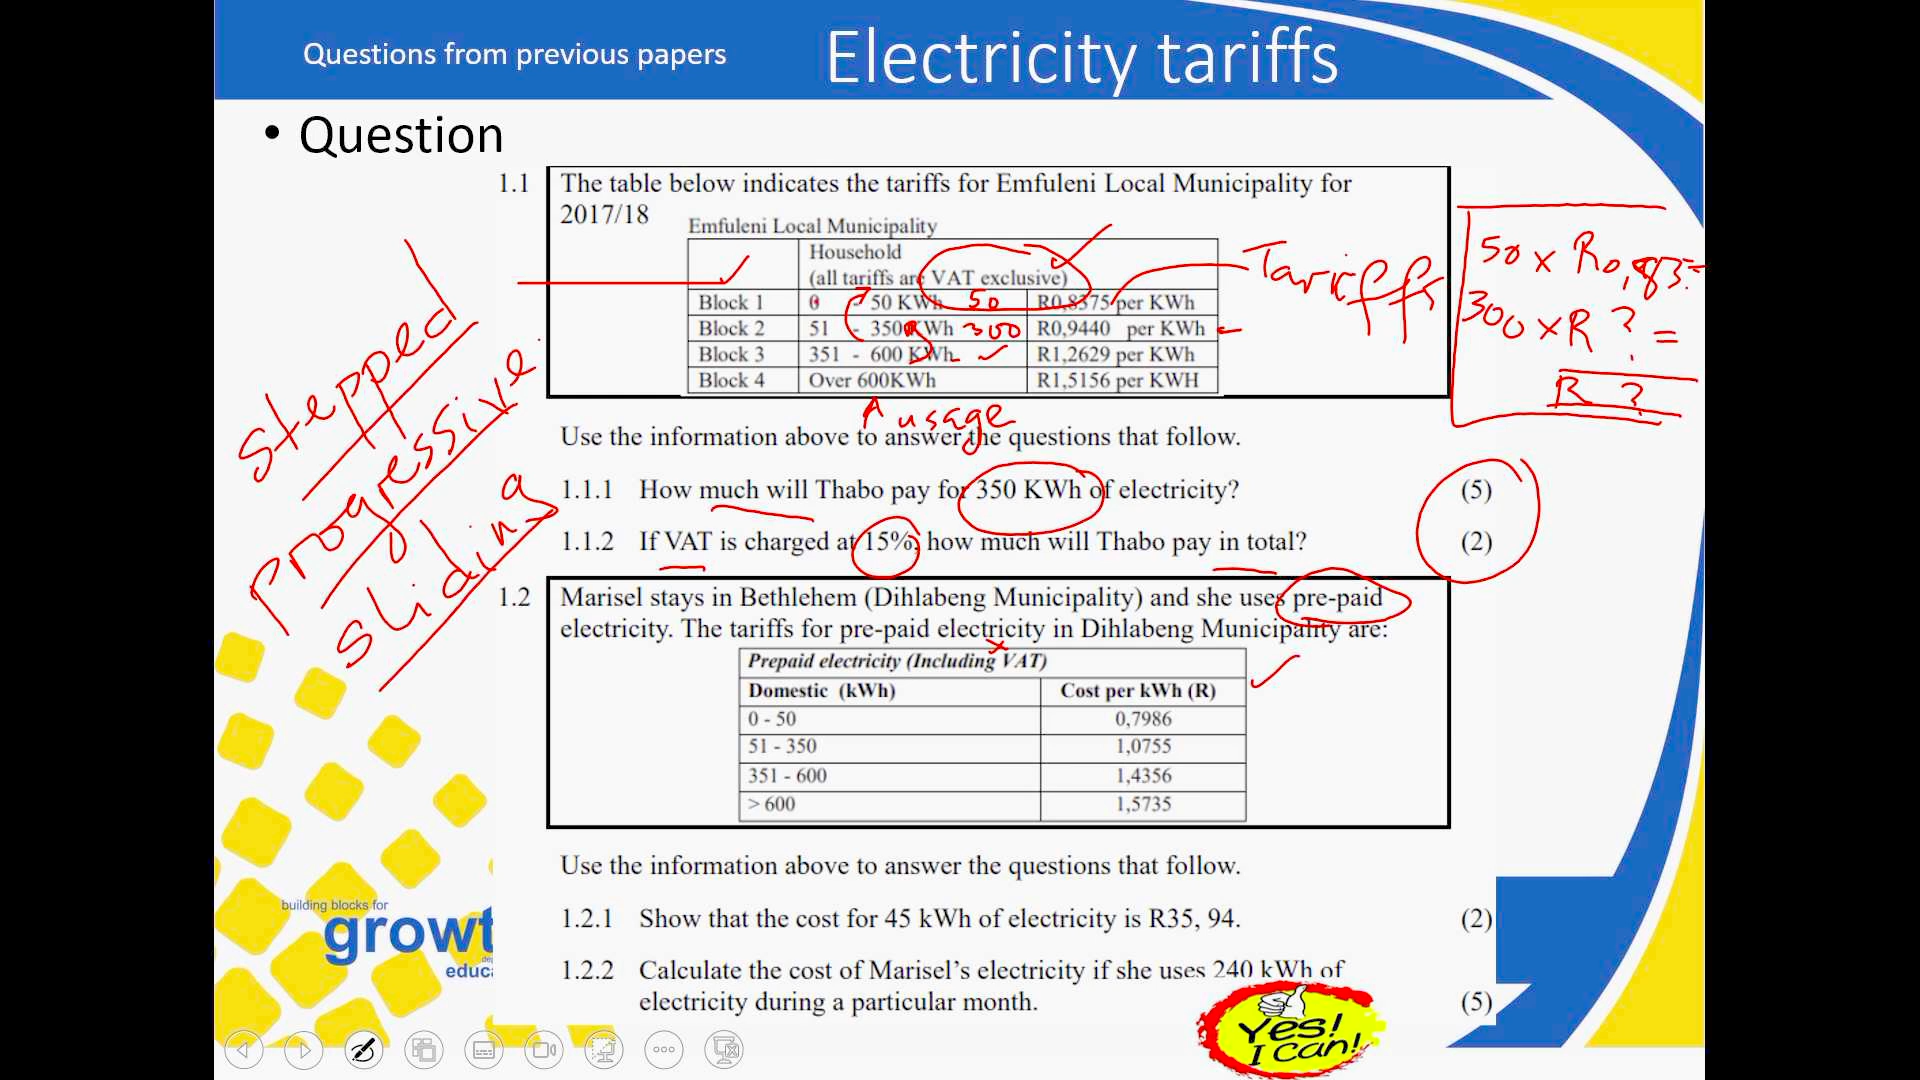 Questions from previous papers
Electricity tariffs
• Question
1.1 The table below indicates the tariffs for Emfuleni Local Municipality for
2017/18
Emfuleni Local Municipality
Household
(all tariffs are VAT exclusive)
Block 1 0 - 50 KWh 50 R0,8375 per KWh
Block 2 51 - 350 KWh 300 R0,9440 per KWh
Block 3 351 - 600 KWh R1,2629 per KWh
Block 4 Over 600KWh R1,5156 per KWH
Tariffs
50 x R0,83 =
300 x R ? =
R ?
usage
stepped
progressive
sliding
Use the information above to answer the questions that follow.
1.1.1 How much will Thabo pay for 350 KWh of electricity? (5)
1.1.2 If VAT is charged at 15%, how much will Thabo pay in total? (2)
1.2 Marisel stays in Bethlehem (Dihlabeng Municipality) and she uses pre-paid
electricity. The tariffs for pre-paid electricity in Dihlabeng Municipality are:
Prepaid electricity (Including VAT)
Domestic (kWh) Cost per kWh (R)
0 - 50 0,7986
51 - 350 1,0755
351 - 600 1,4356
> 600 1,5735
Use the information above to answer the questions that follow.
1.2.1 Show that the cost for 45 kWh of electricity is R35, 94. (2)
1.2.2 Calculate the cost of Marisel's electricity if she uses 240 kWh of
electricity during a particular month. (5)
building blocks for
growt
educa
Yes!
I Can!